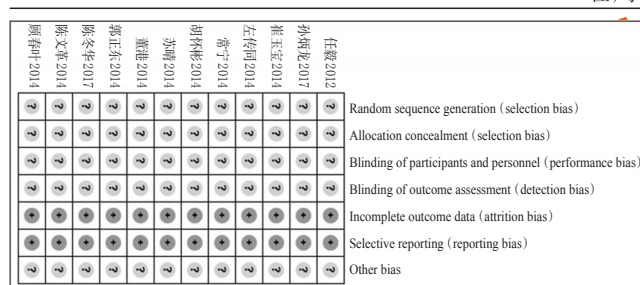 顾春叶2014
陈文革2014
陈冬华2017
郭正东2014
董港2014
苏晴2014
胡怀彬2014
常宁2014
左传同2014
崔玉宝2014
孙炳龙2017
任毅2012
? ? ? ? ? ? ? ? ? ? ? ? Random sequence generation (selection bias)
? ? ? ? ? ? ? ? ? ? ? ? Allocation concealment (selection bias)
? ? ? ? ? ? ? ? ? ? ? ? Blinding of participants and personnel (performance bias)
? ? ? ? ? ? ? ? ? ? ? ? Blinding of outcome assessment (detection bias)
+ + + + + + + + + + + + Incomplete outcome data (attrition bias)
+ + + + + + + + + + + + Selective reporting (reporting bias)
? ? ? ? ? ? ? ? ? ? ? ? Other bias